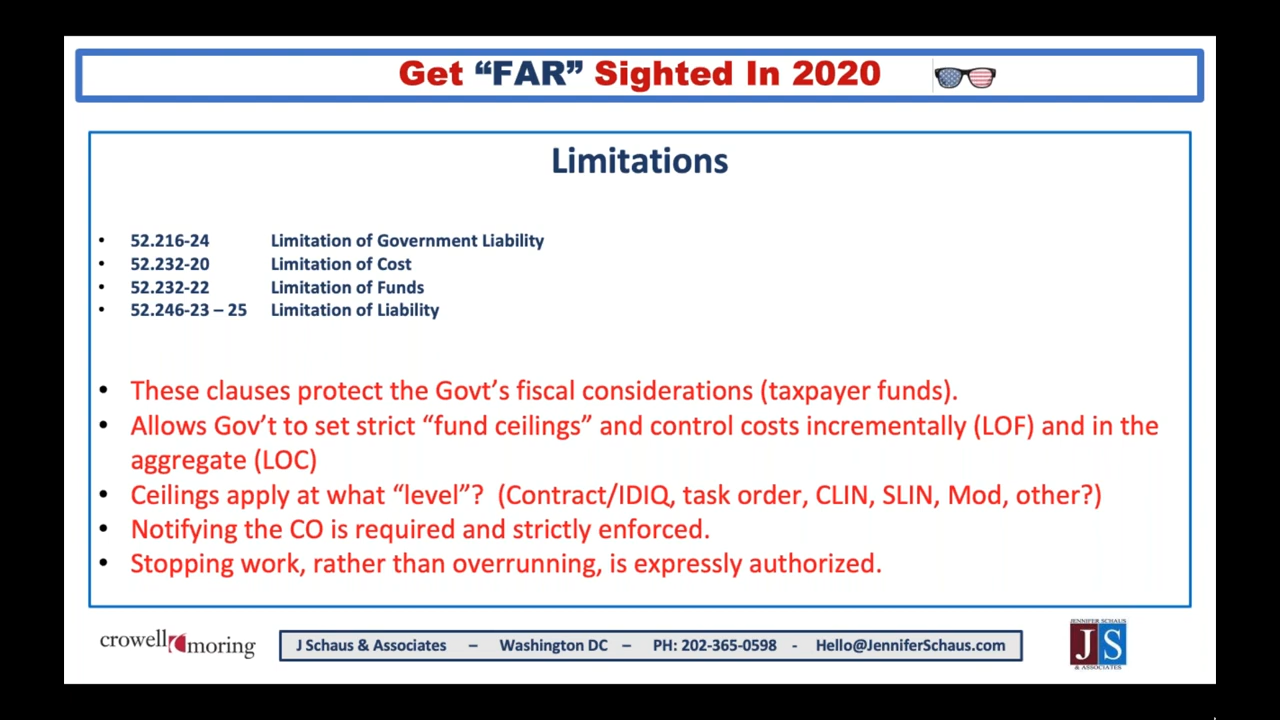 Get “FAR” Sighted In 2020
Limitations
• 52.216-24 Limitation of Government Liability
• 52.232-20 Limitation of Cost
• 52.232-22 Limitation of Funds
• 52.246-23 – 25 Limitation of Liability
• These clauses protect the Govt’s fiscal considerations (taxpayer funds).
• Allows Gov’t to set strict “fund ceilings” and control costs incrementally (LOF) and in the
aggregate (LOC)
• Ceilings apply at what “level”? (Contract/IDIQ, task order, CLIN, SLIN, Mod, other?)
• Notifying the CO is required and strictly enforced.
• Stopping work, rather than overrunning, is expressly authorized.
crowell moring
J Schaus & Associates – Washington DC – PH: 202-365-0598 - Hello@JenniferSchaus.com
JENNIFER SCHAUS
JS
& ASSOCIATES